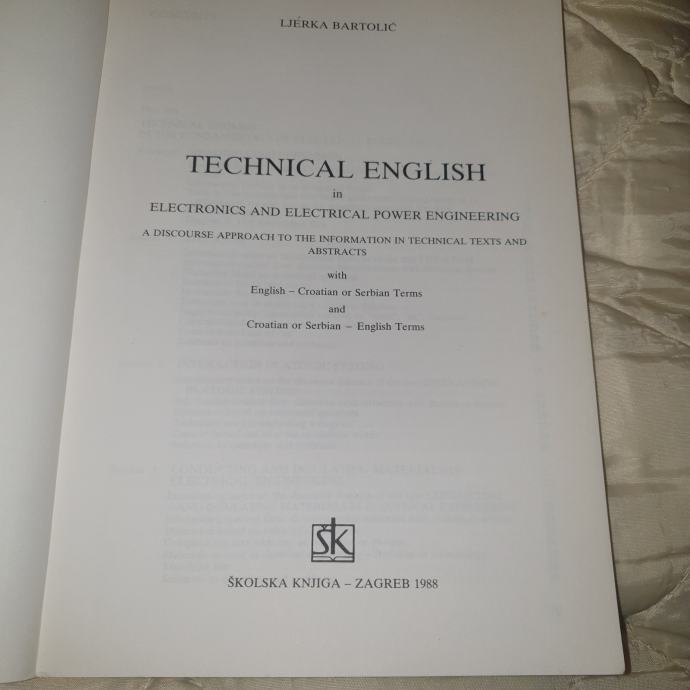 LJÉRKA BARTOLIĆ
TECHNICAL ENGLISH
in
ELECTRONICS AND ELECTRICAL POWER ENGINEERING
A DISCOURSE APPROACH TO THE INFORMATION IN TECHNICAL TEXTS AND
ABSTRACTS
with
English – Croatian or Serbian Terms
and
Croatian or Serbian – English Terms
ŠK
ŠKOLSKA KNJIGA – ZAGREB 1988